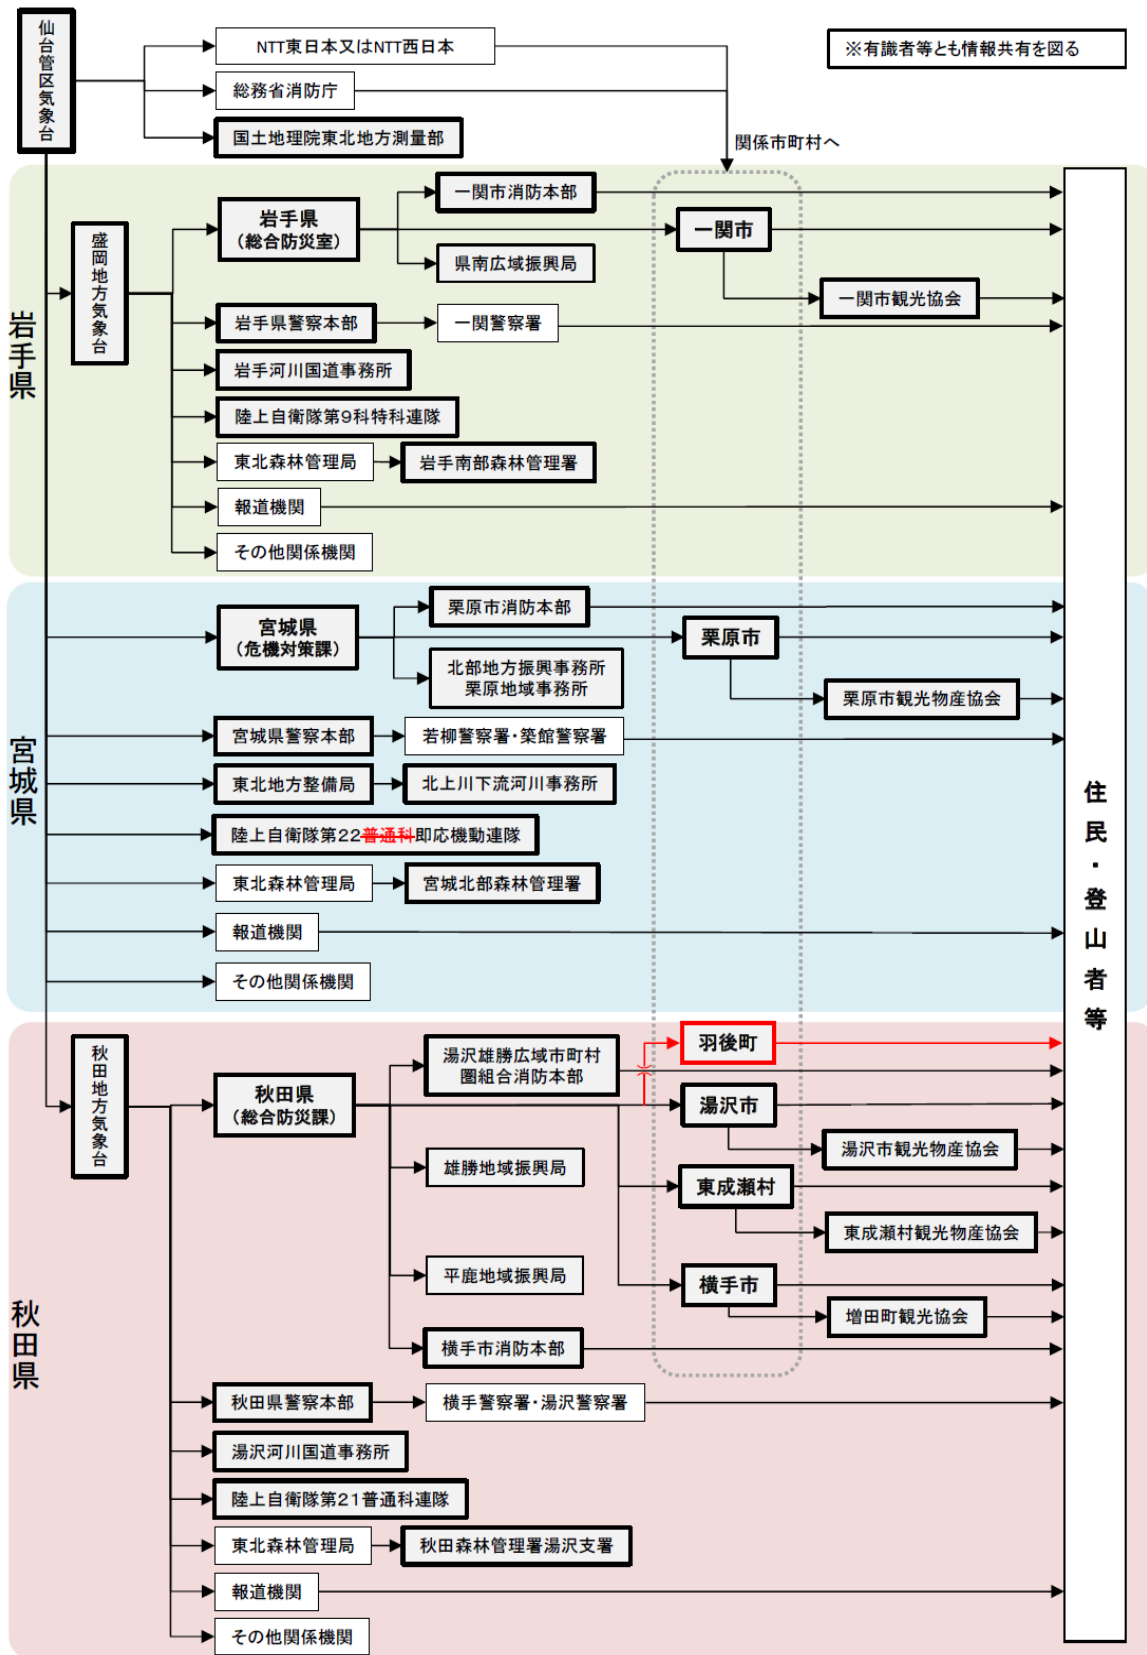 仙台管区気象台
NTT東日本又はNTT西日本
※有識者等とも情報共有を図る
総務省消防庁
国土地理院東北地方測量部
関係市町村へ
岩手県
盛岡地方気象台
岩手県
（総合防災室）
一関市消防本部
一関市
県南広域振興局
一関市観光協会
岩手県警察本部
一関警察署
岩手河川国道事務所
陸上自衛隊第9科特科連隊
東北森林管理局
岩手南部森林管理署
報道機関
その他関係機関
宮城県
宮城県
（危機対策課）
栗原市消防本部
栗原市
北部地方振興事務所
栗原地域事務所
栗原市観光物産協会
宮城県警察本部
若柳警察署・築館警察署
東北地方整備局
北上川下流河川事務所
陸上自衛隊第22普通科即応機動連隊
東北森林管理局
宮城北部森林管理署
報道機関
その他関係機関
住民・登山者等
秋田県
秋田地方気象台
秋田県
（総合防災課）
湯沢雄勝広域市町村
圏組合消防本部
羽後町
湯沢市
湯沢市観光物産協会
雄勝地域振興局
東成瀬村
東成瀬村観光物産協会
平鹿地域振興局
横手市
増田町観光協会
横手市消防本部
秋田県警察本部
横手警察署・湯沢警察署
湯沢河川国道事務所
陸上自衛隊第21普通科連隊
東北森林管理局
秋田森林管理署湯沢支署
報道機関
その他関係機関